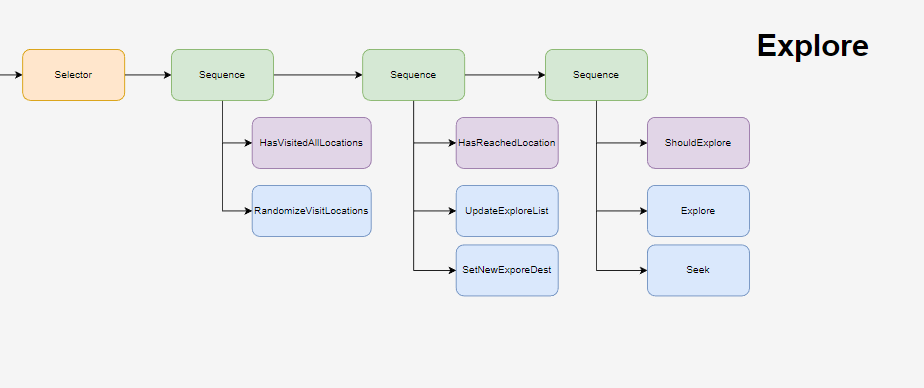 Explore
Selector
Sequence
Sequence
Sequence
HasVisitedAllLocations
HasReachedLocation
ShouldExplore
RandomizeVisitLocations
UpdateExploreList
Explore
SetNewExporeDest
Seek